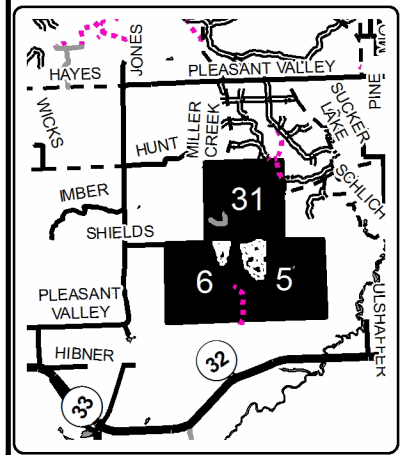 JONES
HAYES
PLEASANT VALLEY
PINE
WICKS
MILLER
CREEK
SUCKER
LAKE
HUNT
SCHLICH
IMBER
31
SHIELDS
6
5
PLEASANT
VALLEY
HIBNER
32
33